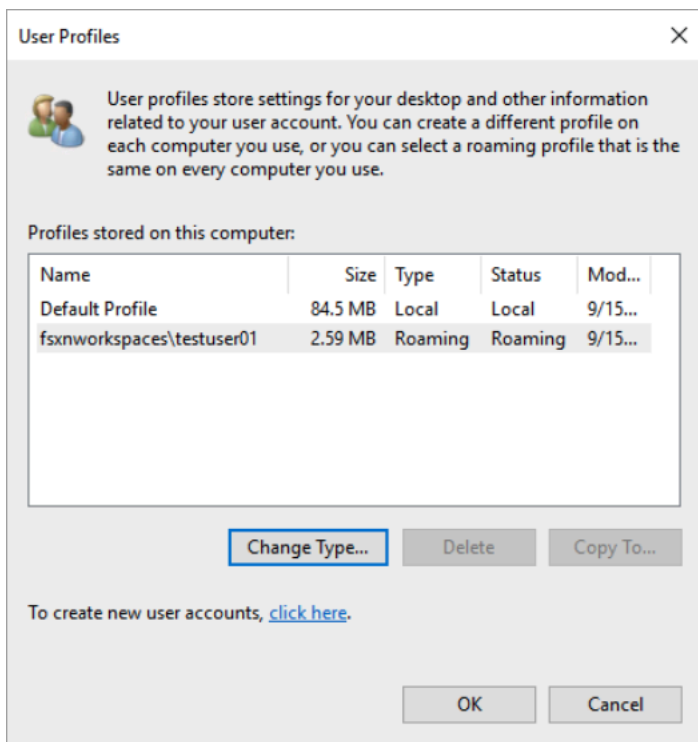 User Profiles
User profiles store settings for your desktop and other information
related to your user account. You can create a different profile on
each computer you use, or you can select a roaming profile that is the
same on every computer you use.
Profiles stored on this computer:
Name Size Type Status Mod...
Default Profile 84.5 MB Local Local 9/15...
fsxnworkspaces\testuser01 2.59 MB Roaming Roaming 9/15...
Change Type... Delete Copy To...
To create new user accounts, click here.
OK Cancel